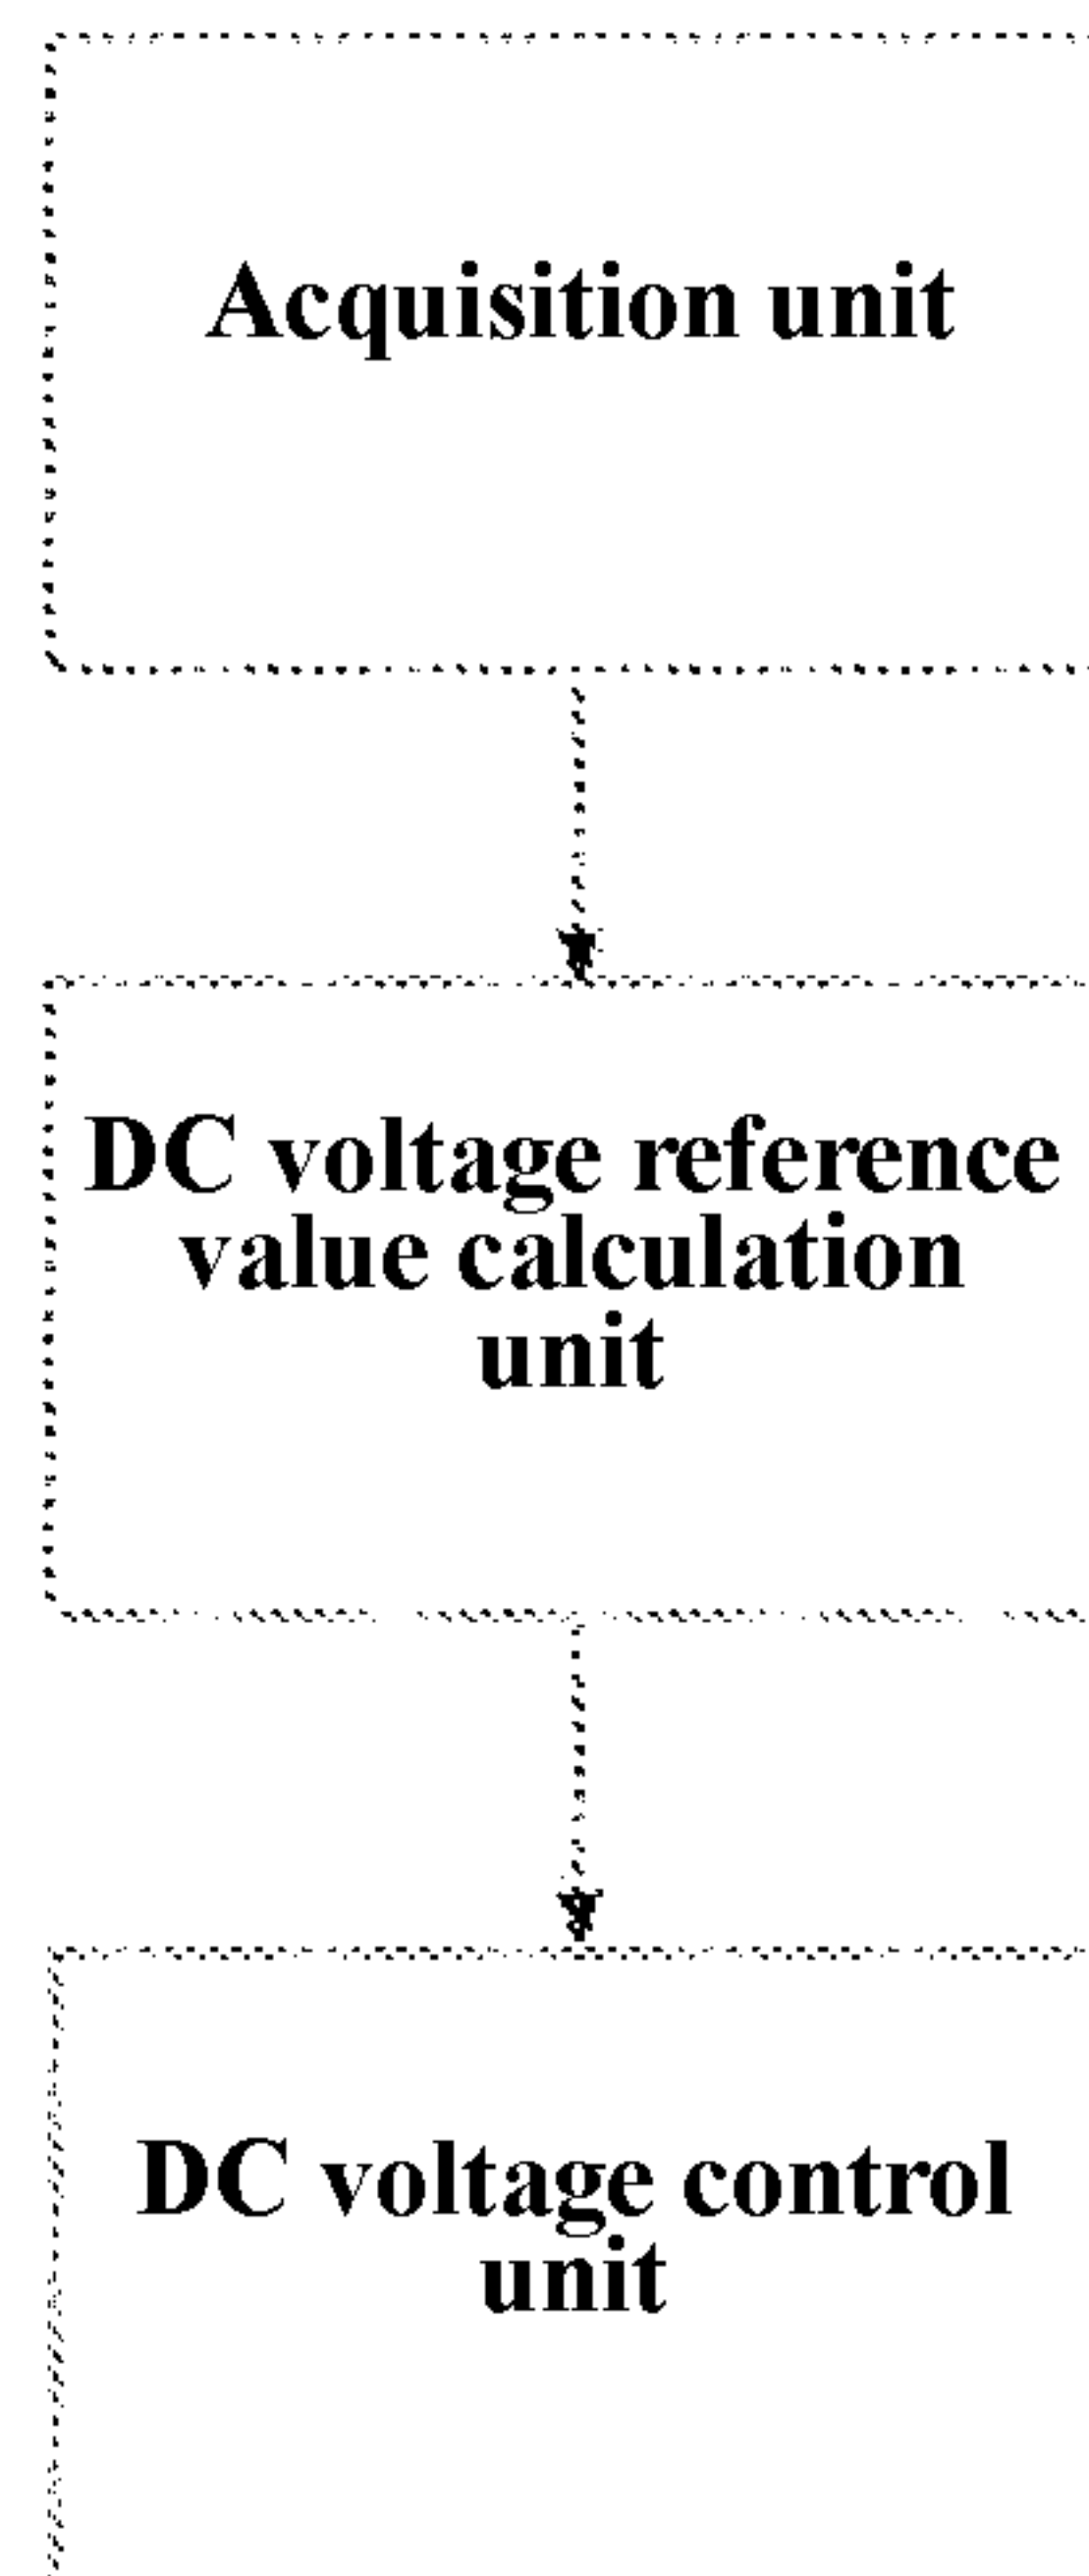 Acquisition unit
DC voltage reference
value calculation
unit
DC voltage control
unit